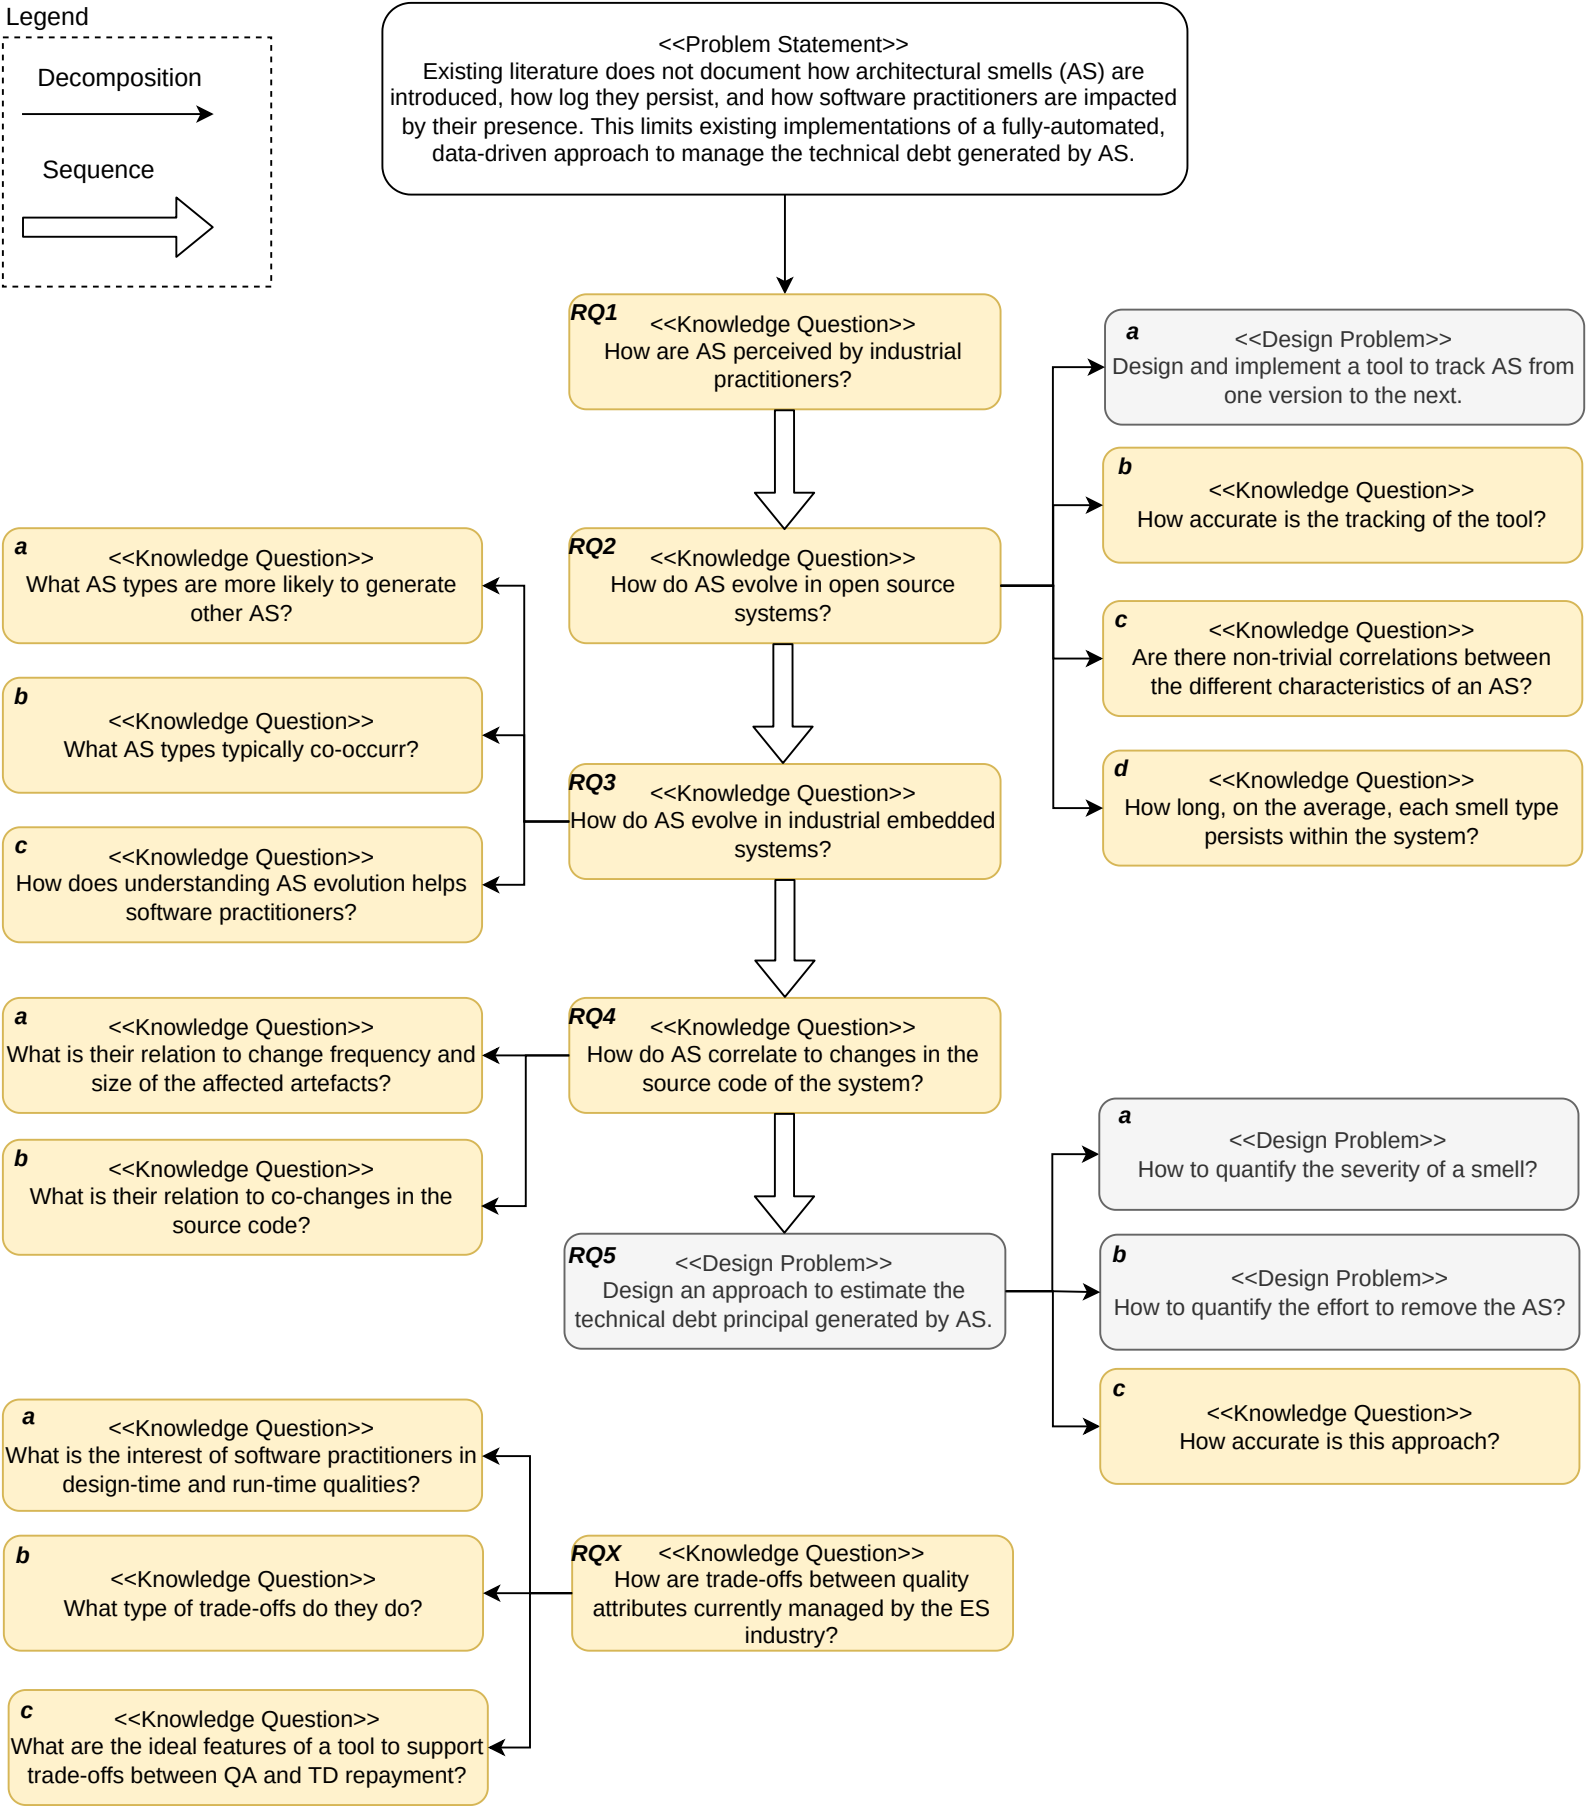 Legend
Decomposition
Sequence
<<Problem Statement>>
Existing literature does not document how architectural smells (AS) are
introduced, how log they persist, and how software practitioners are impacted
by their presence. This limits existing implementations of a fully-automated,
data-driven approach to manage the technical debt generated by AS.
RQ1
<<Knowledge Question>>
How are AS perceived by industrial
practitioners?
RQ2
<<Knowledge Question>>
How do AS evolve in open source
systems?
a
<<Design Problem>>
Design and implement a tool to track AS from
one version to the next.
b
<<Knowledge Question>>
How accurate is the tracking of the tool?
c
<<Knowledge Question>>
Are there non-trivial correlations between
the different characteristics of an AS?
d
<<Knowledge Question>>
How long, on the average, each smell type
persists within the system?
RQ3
<<Knowledge Question>>
How do AS evolve in industrial embedded
systems?
a
<<Knowledge Question>>
What AS types are more likely to generate
other AS?
b
<<Knowledge Question>>
What AS types typically co-occurr?
c
<<Knowledge Question>>
How does understanding AS evolution helps
software practitioners?
RQ4
<<Knowledge Question>>
How do AS correlate to changes in the
source code of the system?
a
<<Knowledge Question>>
What is their relation to change frequency and
size of the affected artefacts?
b
<<Knowledge Question>>
What is their relation to co-changes in the
source code?
RQ5
<<Design Problem>>
Design an approach to estimate the
technical debt principal generated by AS.
a
<<Design Problem>>
How to quantify the severity of a smell?
b
<<Design Problem>>
How to quantify the effort to remove the AS?
c
<<Knowledge Question>>
How accurate is this approach?
RQX
<<Knowledge Question>>
How are trade-offs between quality
attributes currently managed by the ES
industry?
a
<<Knowledge Question>>
What is the interest of software practitioners in
design-time and run-time qualities?
b
<<Knowledge Question>>
What type of trade-offs do they do?
c
<<Knowledge Question>>
What are the ideal features of a tool to support
trade-offs between QA and TD repayment?